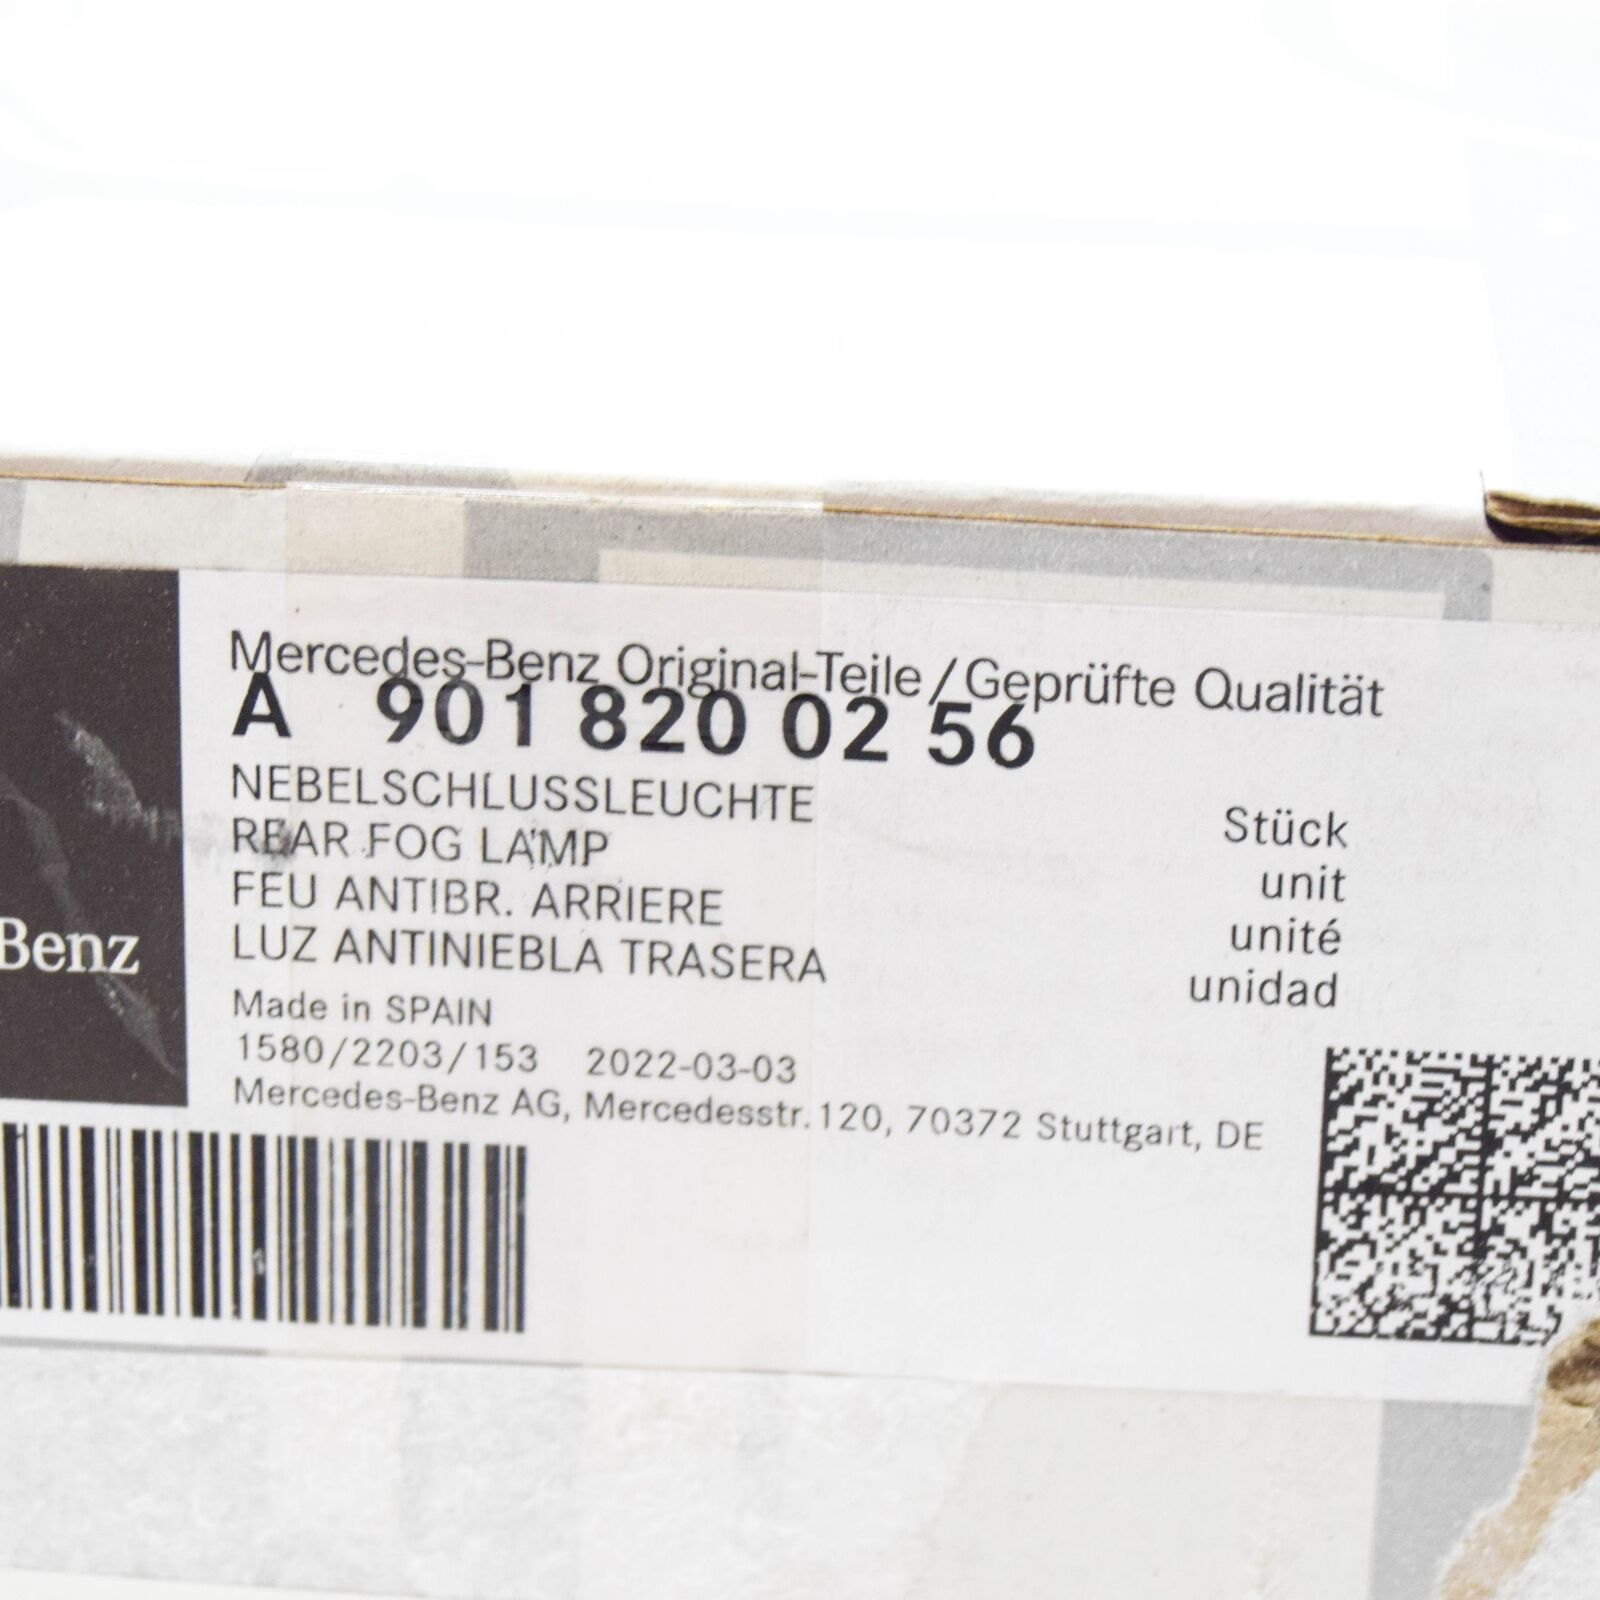 Mercedes-Benz Original-Teile/Geprüfte Qualität
A 901 820 02 56
NEBELSCHLUSSLEUCHTE
REAR FOG LAMP
FEU ANTIBR. ARRIERE
LUZ ANTINIEBLA TRASERA
Stück
unit
unité
unidad
Made in SPAIN
1580/2203/153 2022-03-03
Mercedes-Benz AG, Mercedesstr.120, 70372 Stuttgart, DE
Benz